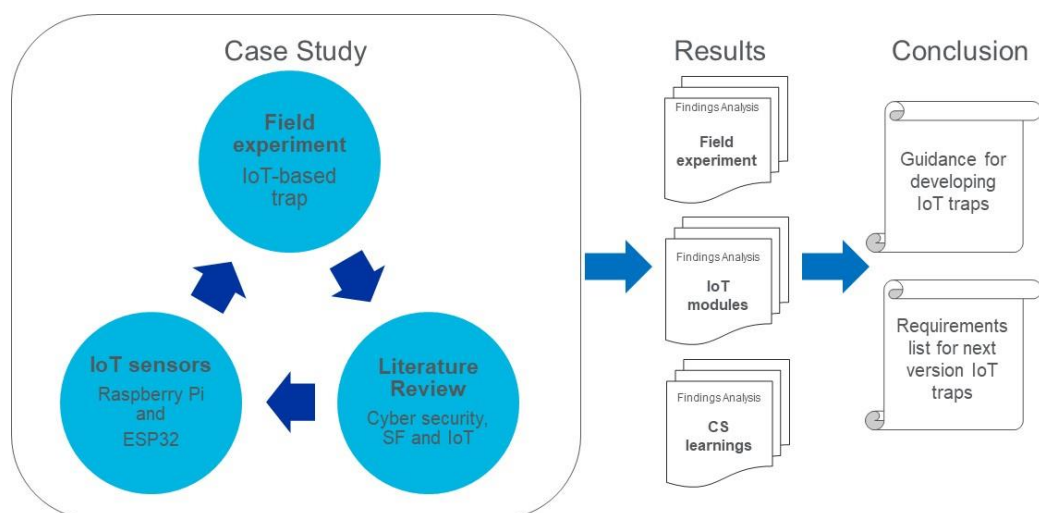 Case Study
Field
experiment
IoT-based
trap
IoT sensors
Raspberry Pi and
ESP32
Literature
Review
Cyber security,
SF and IoT
Results
Findings Analysis
Field
experiment
Findings Analysis
IoT
modules
Findings Analysis
CS
learnings
Conclusion
Guidance for
developing
IoT traps
Requirements
list for next
version IoT
traps